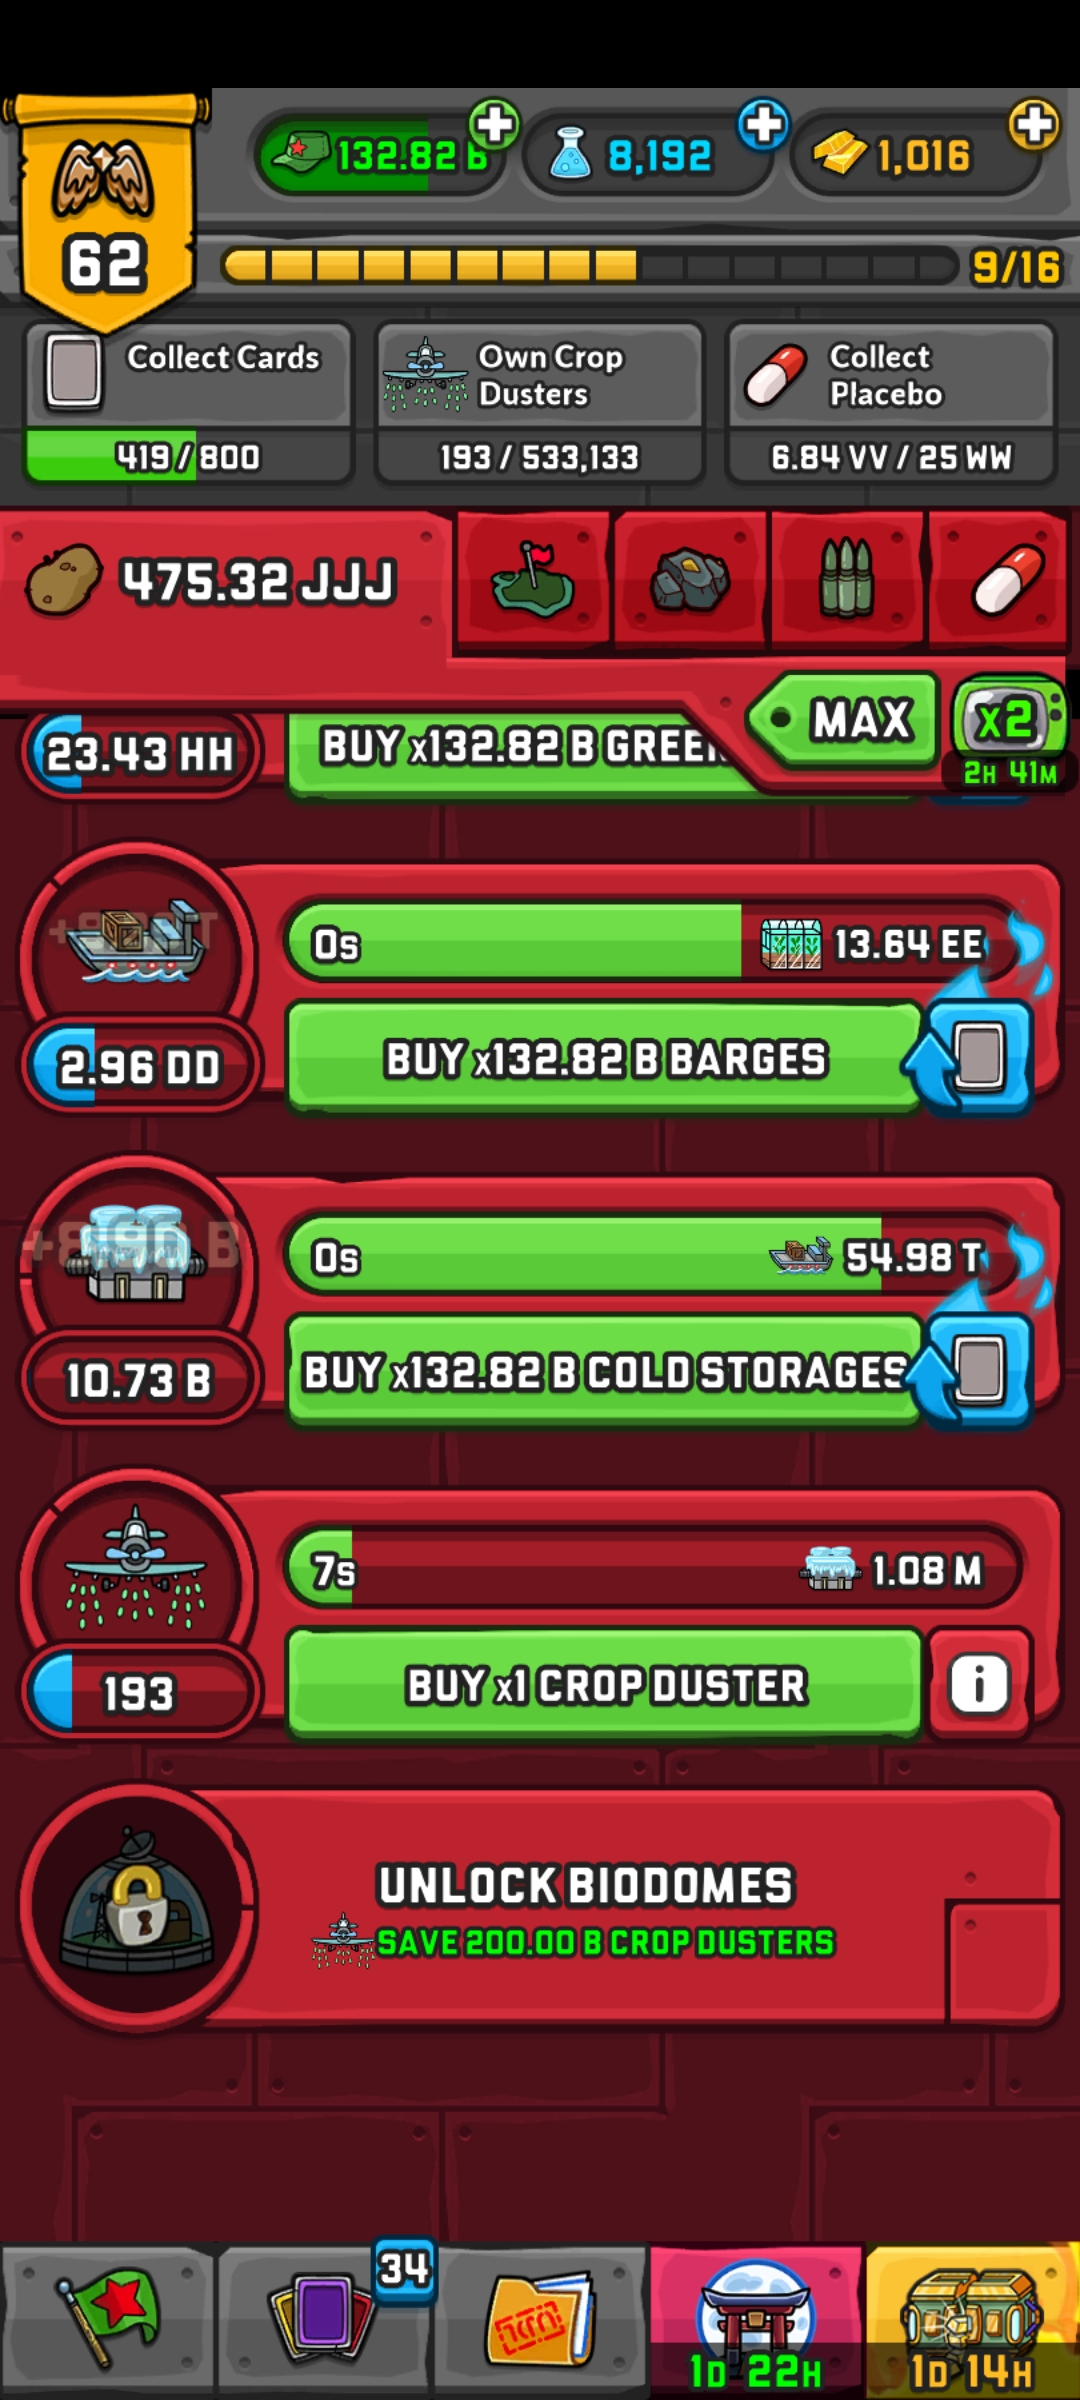 132.82 B
8,192
1,016
62
9/16
Collect Cards
419 / 800
Own Crop
Dusters
193 / 533,133
Collect
Placebo
6.84 VV / 25 WW
475.32 JJJ
MAX
x2
2H 41M
23.43 HH
BUY x132.82 B GREE
0s
13.64 EE
2.96 DD
BUY x132.82 B BARGES
0s
54.98 T
10.73 B
BUY x132.82 B COLD STORAGES
7s
1.08 M
193
BUY x1 CROP DUSTER
i
UNLOCK BIODOMES
SAVE 200.00 B CROP DUSTERS
34
1D 22H
1D 14H